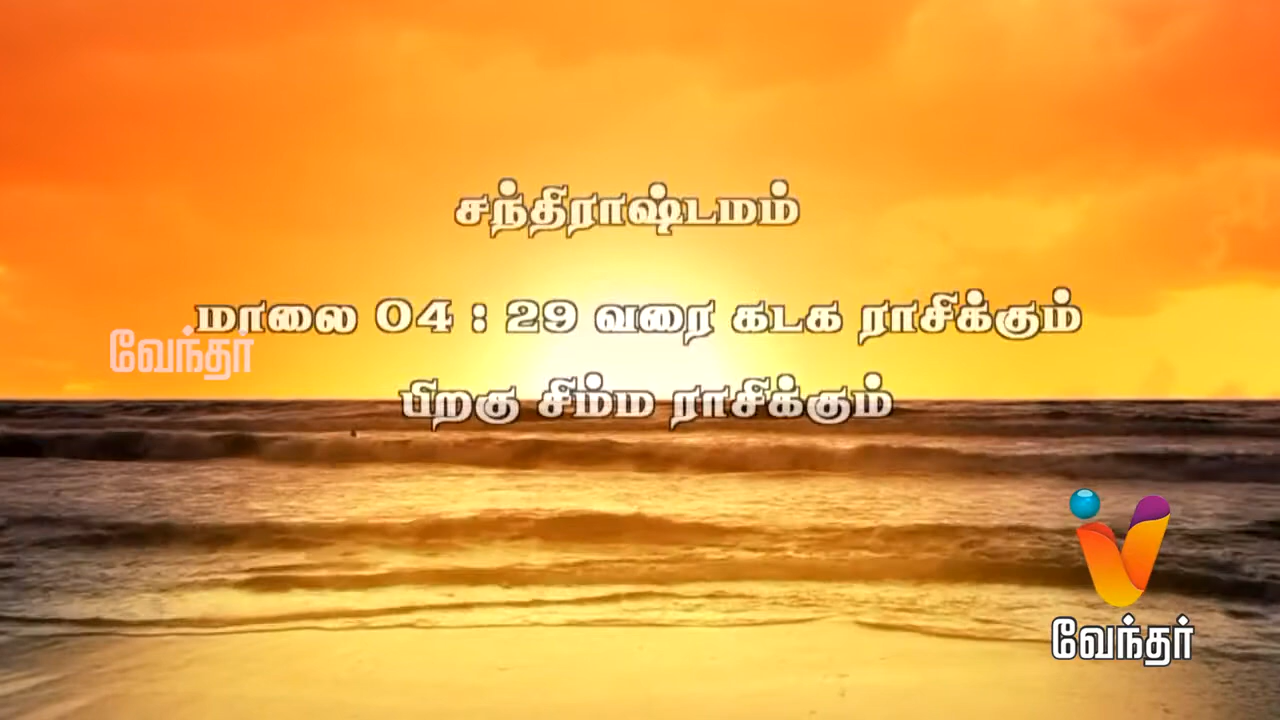 சந்திராஷ்டமம்
மாலை 04 : 29 வரை கடக ராசிக்கும்
வேந்தர்
பிறகு சிம்ம ராசிக்கும்
வேந்தர்